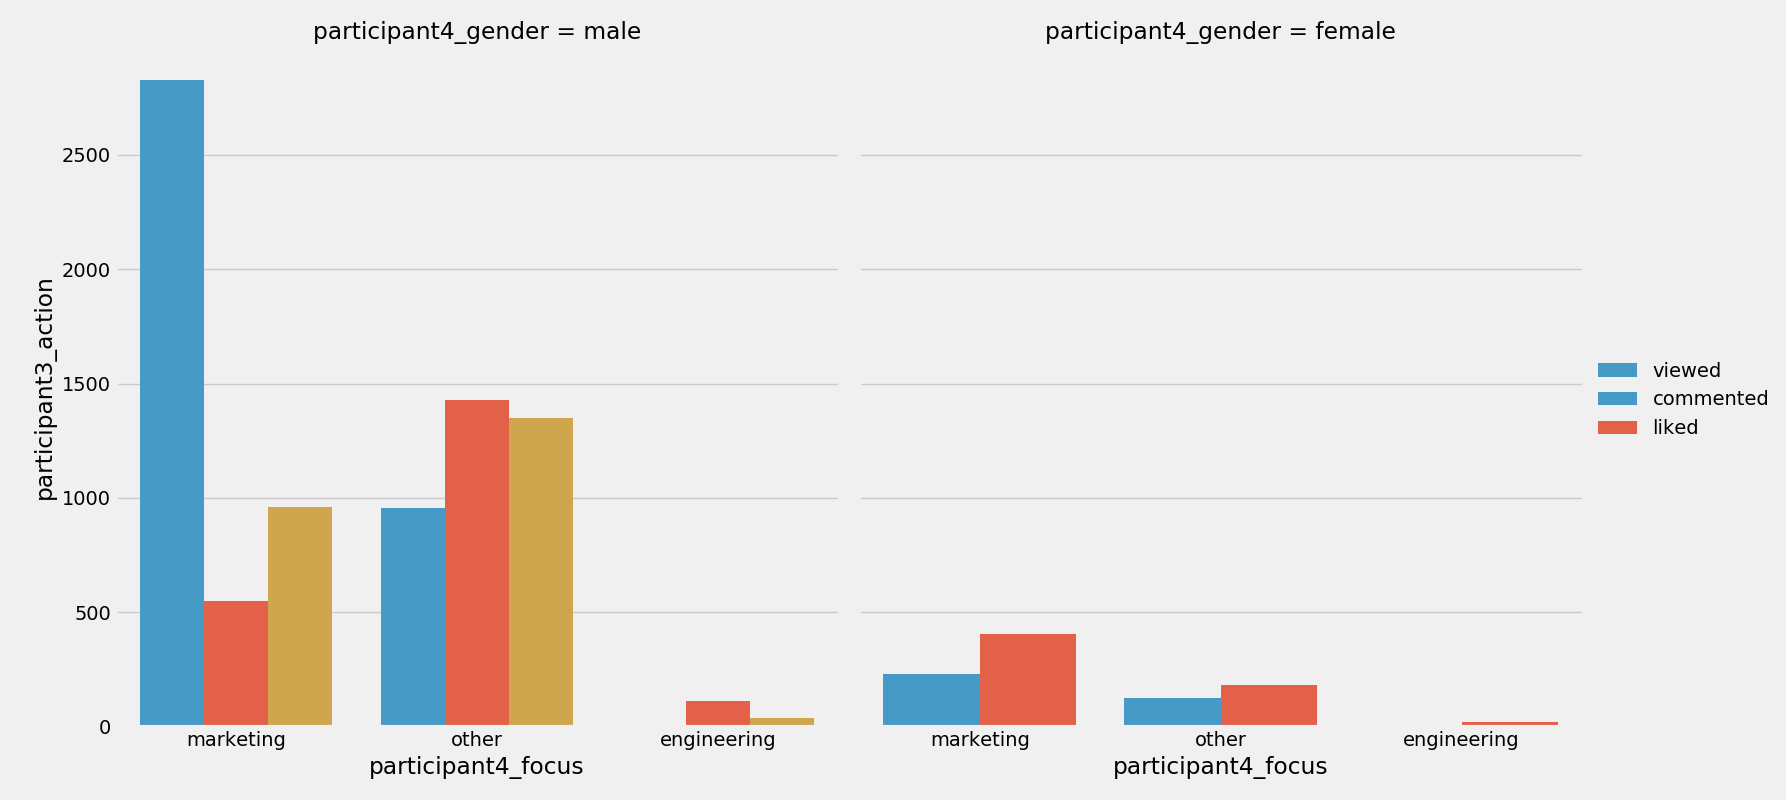 participant4_gender = male
participant4_gender = female
participant3_action
2500
2000
1500
1000
500
0
marketing
other
engineering
participant4_focus
marketing
other
engineering
participant4_focus
viewed
commented
liked